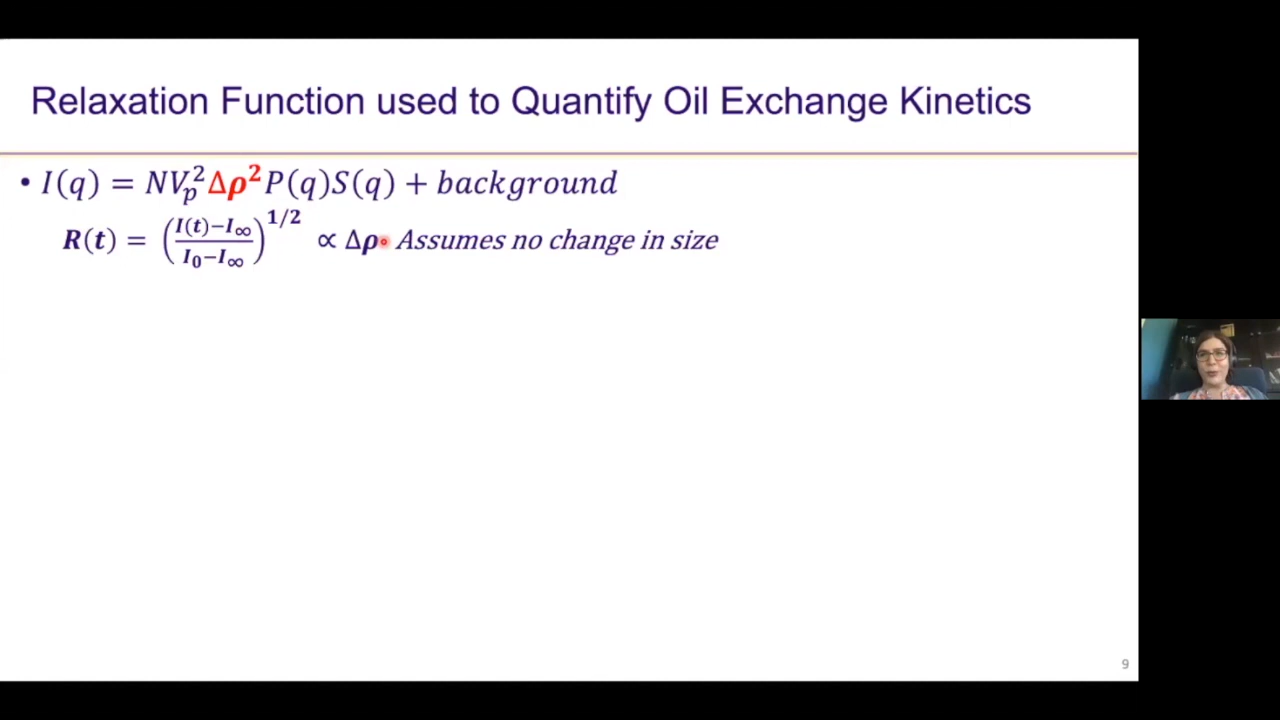 Relaxation Function used to Quantify Oil Exchange Kinetics
• I(q) = NV_p^2 Δρ^2 P(q)S(q) + background
R(t) = ((I(t)−I_∞)/(I_0−I_∞))^{1/2} ∝ Δρ Assumes no change in size
9